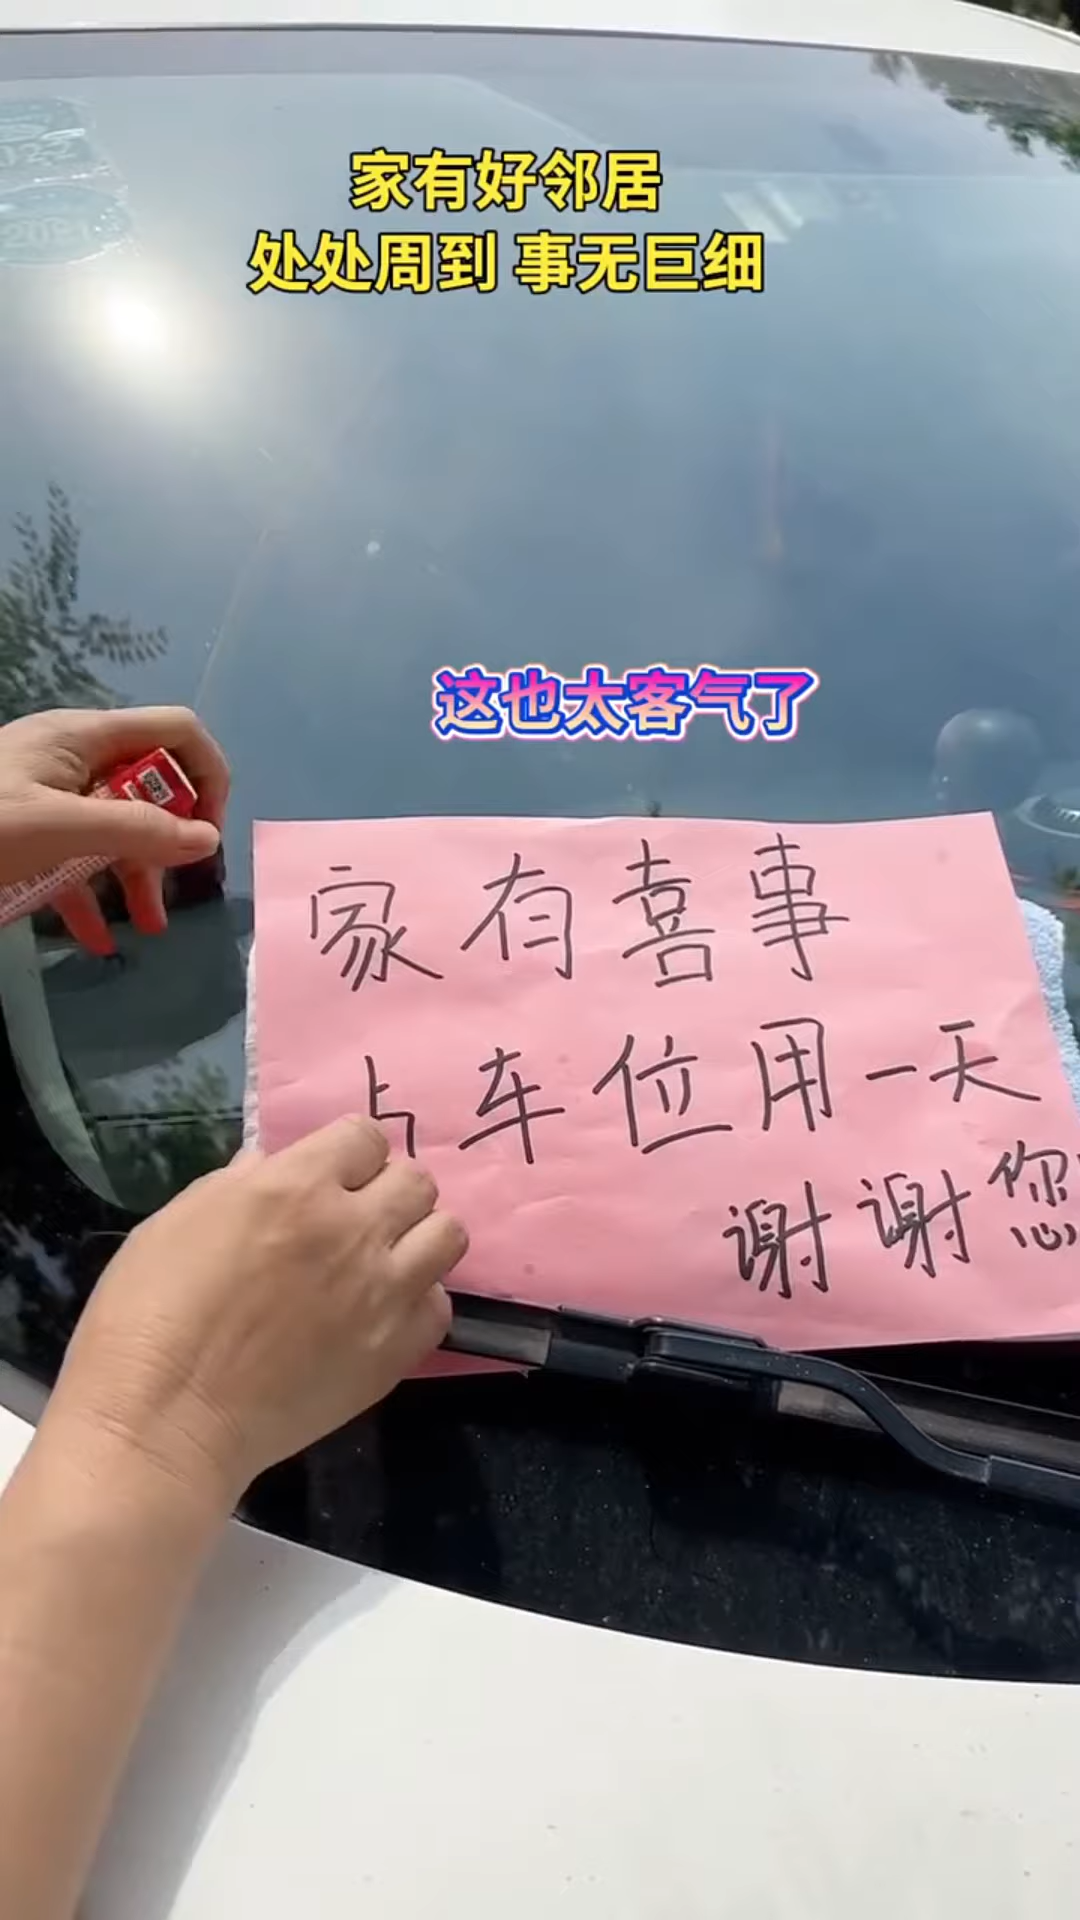 家有好邻居
处处周到 事无巨细
这也太客气了
家有喜事
占车位用一天
谢谢您